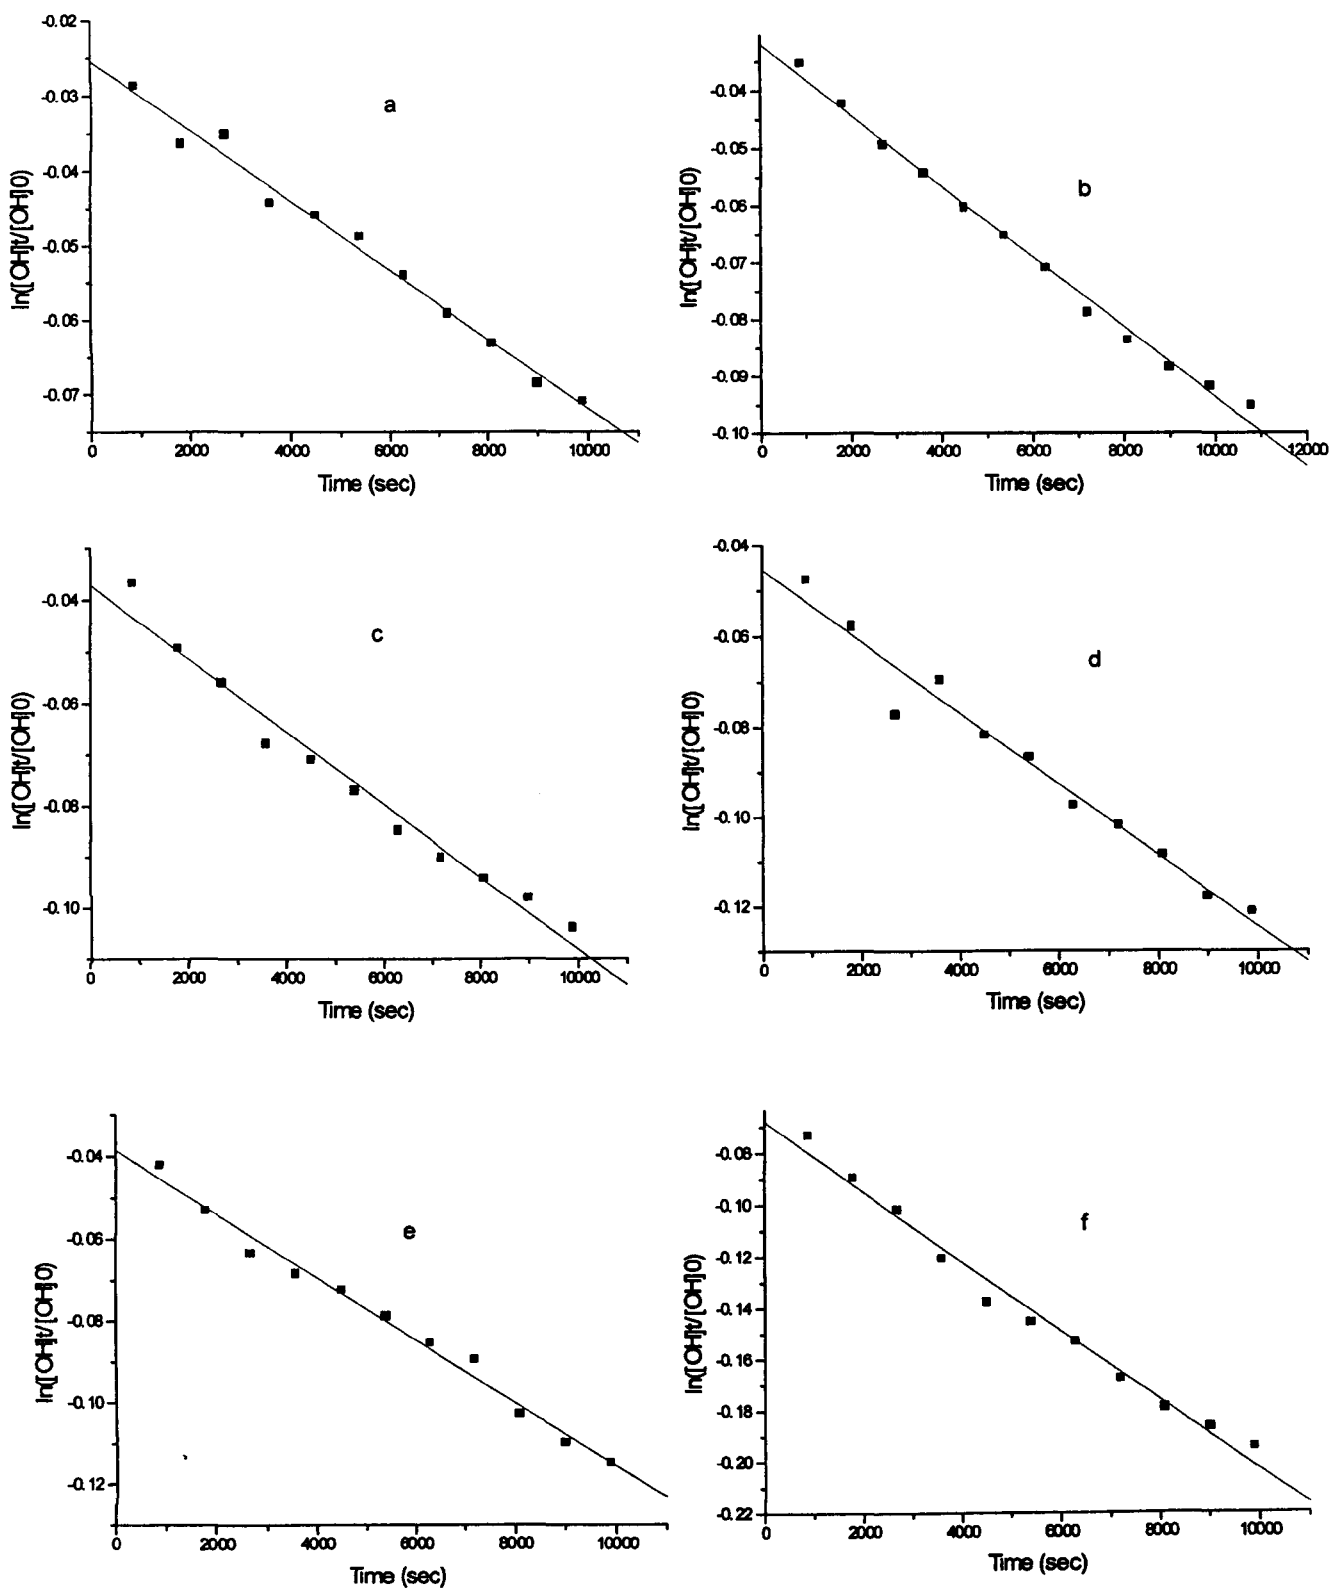 -0.02
-0.03
-0.04
-0.05
-0.06
-0.07
ln([OH]t/[OH]0)
a
0 2000 4000 6000 8000 10000
Time (sec)
-0.04
-0.05
-0.06
-0.07
-0.08
-0.09
-0.10
ln([OH]t/[OH]0)
b
0 2000 4000 6000 8000 10000 12000
Time (sec)
-0.04
-0.06
-0.08
-0.10
ln([OH]t/[OH]0)
c
0 2000 4000 6000 8000 10000
Time (sec)
-0.04
-0.06
-0.08
-0.10
-0.12
ln([OH]t/[OH]0)
d
0 2000 4000 6000 8000 10000
Time (sec)
-0.04
-0.06
-0.08
-0.10
-0.12
ln([OH]t/[OH]0)
e
0 2000 4000 6000 8000 10000
Time (sec)
-0.08
-0.10
-0.12
-0.14
-0.16
-0.18
-0.20
-0.22
ln([OH]t/[OH]0)
f
0 2000 4000 6000 8000 10000
Time (sec)